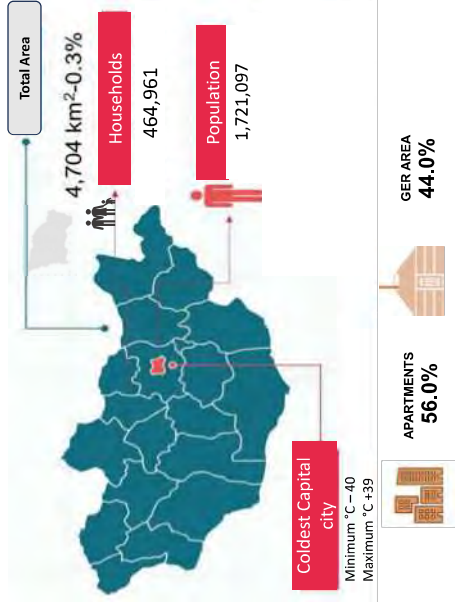 Total Area
4,704 km²-0.3%
Households
464,961
Population
1,721,097
Coldest Capital
city
Minimum °C –40
Maximum °C +39
APARTMENTS
56.0%
GER AREA
44.0%